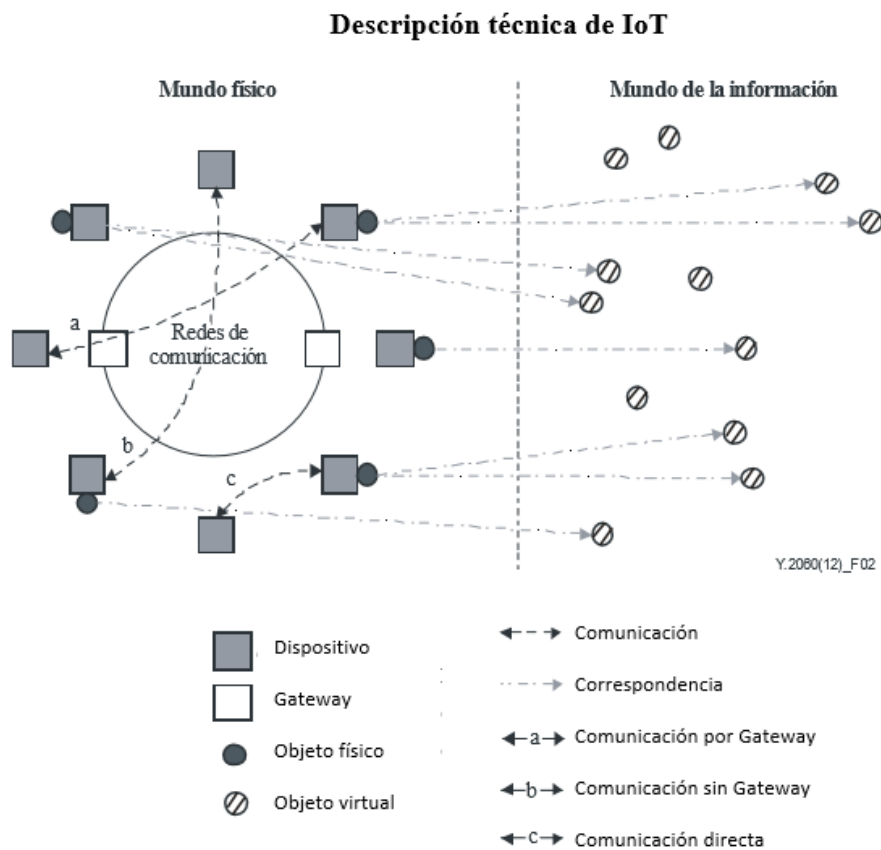 Descripción técnica de IoT
Mundo físico
Mundo de la información
a
Redes de
comunicación
b
c
Y.2060(12)_F02
Dispositivo
Gateway
Objeto físico
Objeto virtual
Comunicación
Correspondencia
a Comunicación por Gateway
b Comunicación sin Gateway
c Comunicación directa